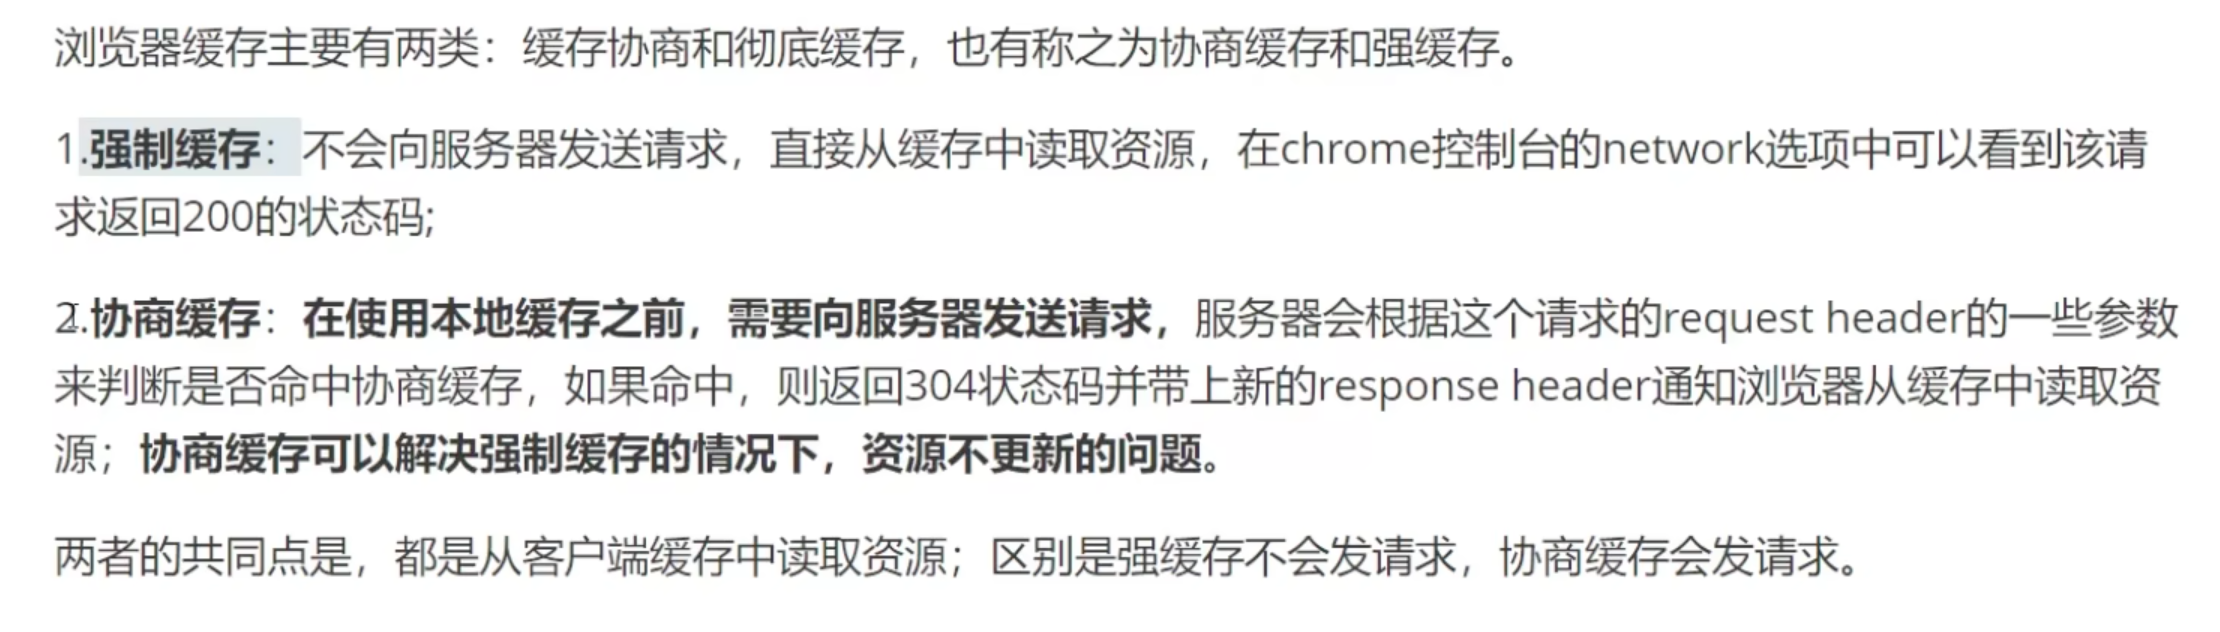 浏览器缓存主要有两类：缓存协商和彻底缓存，也有称之为协商缓存和强缓存。
1.强制缓存：不会向服务器发送请求，直接从缓存中读取资源，在chrome控制台的network选项中可以看到该请
求返回200的状态码;
2.协商缓存：在使用本地缓存之前，需要向服务器发送请求，服务器会根据这个请求的request header的一些参数
来判断是否命中协商缓存，如果命中，则返回304状态码并带上新的response header通知浏览器从缓存中读取资
源；协商缓存可以解决强制缓存的情况下，资源不更新的问题。
两者的共同点是，都是从客户端缓存中读取资源；区别是强缓存不会发请求，协商缓存会发请求。